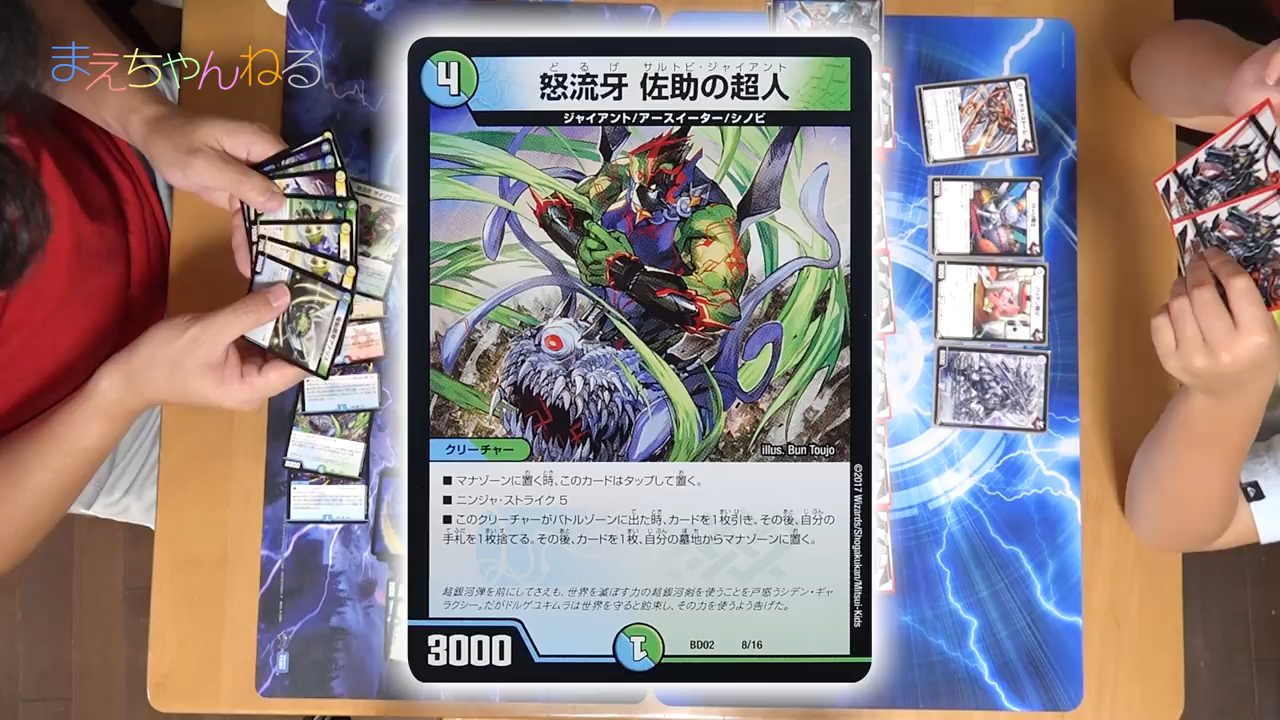 まえちゃんねる
4
どるげ サルトビ・ジャイアント
怒流牙 佐助の超人
ジャイアント/アースイーター/シノビ
クリーチャー
illus. Bun Toujo
■ マナゾーンに置く時、このカードはタップして置く。
■ ニンジャ・ストライク 5
■ このクリーチャーがバトルゾーンに出た時、カードを1枚引き、その後、自分の
手札を1枚捨てる。その後、カードを1枚、自分の墓地からマナゾーンに置く。
超銀河弾を前にしてさえも、世界を滅ぼす力の超銀河剣を使うことを戸惑うシデン・ギャ
ラクシー。だがドルゲユキムラは世界を守ると約束し、その力を使うよう告げた。
3000
1
BD02 8/16
©2017 Wizards/Shogakukan/Mitsui-Kids